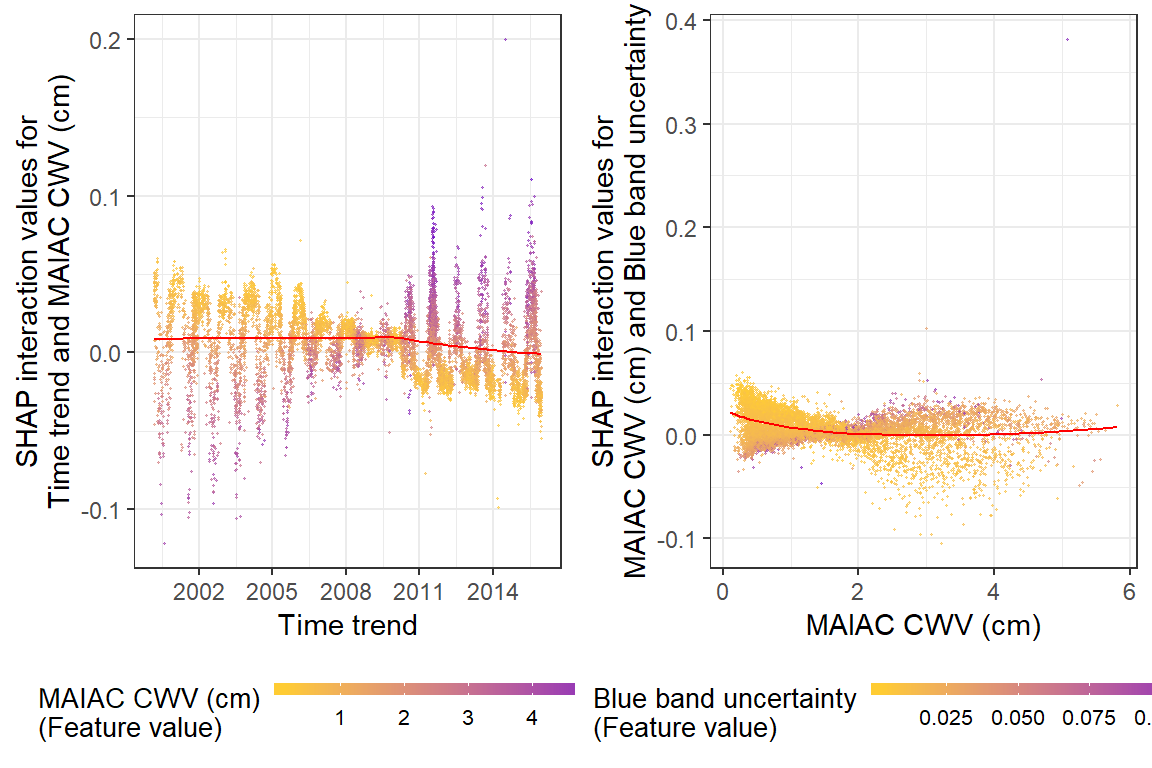 SHAP interaction values for
Time trend and MAIAC CWV (cm)
0.2
0.1
0.0
-0.1
2002 2005 2008 2011 2014
Time trend
MAIAC CWV (cm)
(Feature value)
1 2 3 4
SHAP interaction values for
MAIAC CWV (cm) and Blue band uncertainty
0.4
0.3
0.2
0.1
0.0
-0.1
0 2 4 6
MAIAC CWV (cm)
Blue band uncertainty
(Feature value)
0.025 0.050 0.075 0.